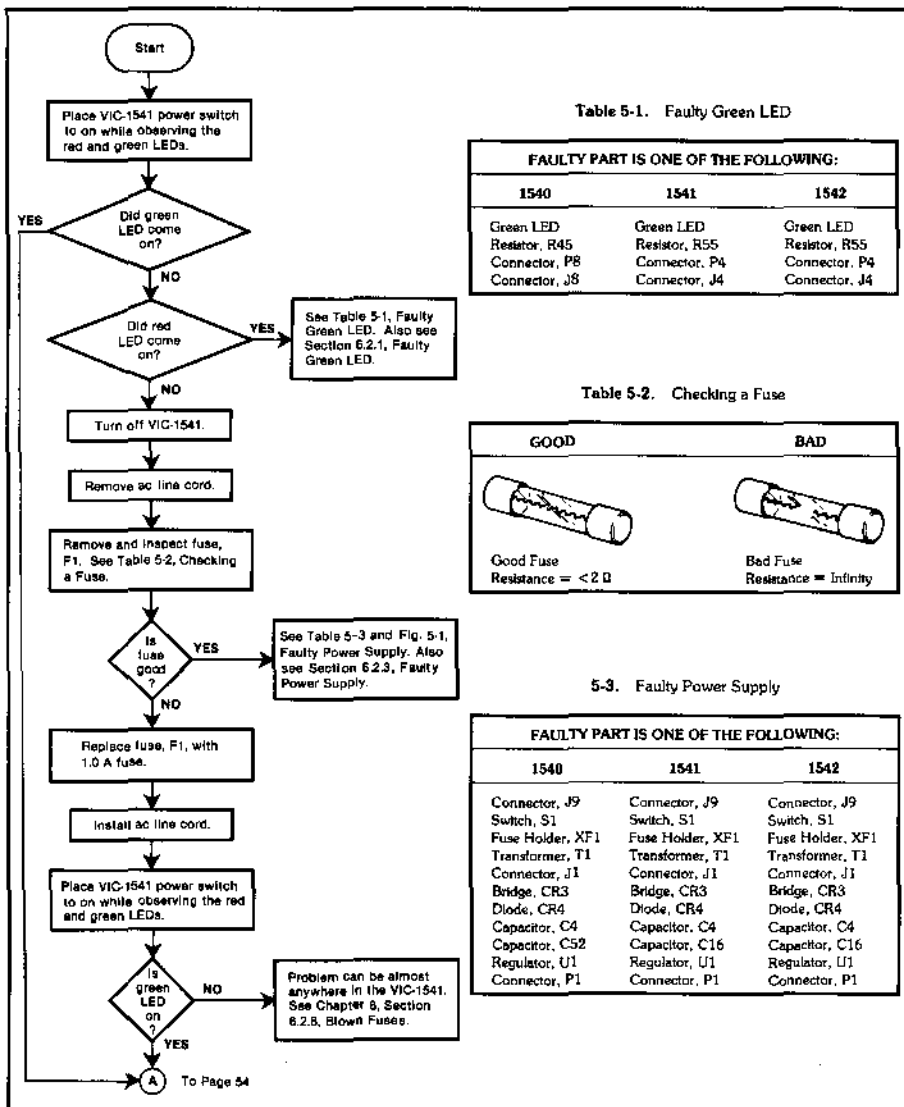 Start
Place VIC-1541 power switch
to on while observing the
red and green LEDs.
YES
Did green
LED come
on?
NO
Did red
LED come
on?
YES
See Table 5-1, Faulty
Green LED. Also see
Section 6.2.1, Faulty
Green LED.
NO
Turn off VIC-1541.
Remove ac line cord.
Remove and inspect fuse,
F1. See Table 5-2, Checking
a Fuse.
Is
fuse
good
?
YES
See Table 5-3 and Fig. 5-1,
Faulty Power Supply. Also
see Section 6.2.3, Faulty
Power Supply.
NO
Replace fuse, F1, with
1.0 A fuse.
Install ac line cord.
Place VIC-1541 power switch
to on while observing the red
and green LEDs.
Is
green
LED
on
?
NO
Problem can be almost
anywhere in the VIC-1541.
See Chapter 6, Section
6.2.8, Blown Fuses.
YES
A To Page 54
Table 5-1. Faulty Green LED
FAULTY PART IS ONE OF THE FOLLOWING:
1540 1541 1542
Green LED Green LED Green LED
Resistor, R45 Resistor, R55 Resistor, R55
Connector, P8 Connector, P4 Connector, P4
Connector, J8 Connector, J4 Connector, J4
Table 5-2. Checking a Fuse
GOOD BAD
Good Fuse Bad Fuse
Resistance = <2 Ω Resistance = Infinity
5-3. Faulty Power Supply
FAULTY PART IS ONE OF THE FOLLOWING:
1540 1541 1542
Connector, J9 Connector, J9 Connector, J9
Switch, S1 Switch, S1 Switch, S1
Fuse Holder, XF1 Fuse Holder, XF1 Fuse Holder, XF1
Transformer, T1 Transformer, T1 Transformer, T1
Connector, J1 Connector, J1 Connector, J1
Bridge, CR3 Bridge, CR3 Bridge, CR3
Diode, CR4 Diode, CR4 Diode, CR4
Capacitor, C4 Capacitor, C4 Capacitor, C4
Capacitor, C52 Capacitor, C16 Capacitor, C16
Regulator, U1 Regulator, U1 Regulator, U1
Connector, P1 Connector, P1 Connector, P1